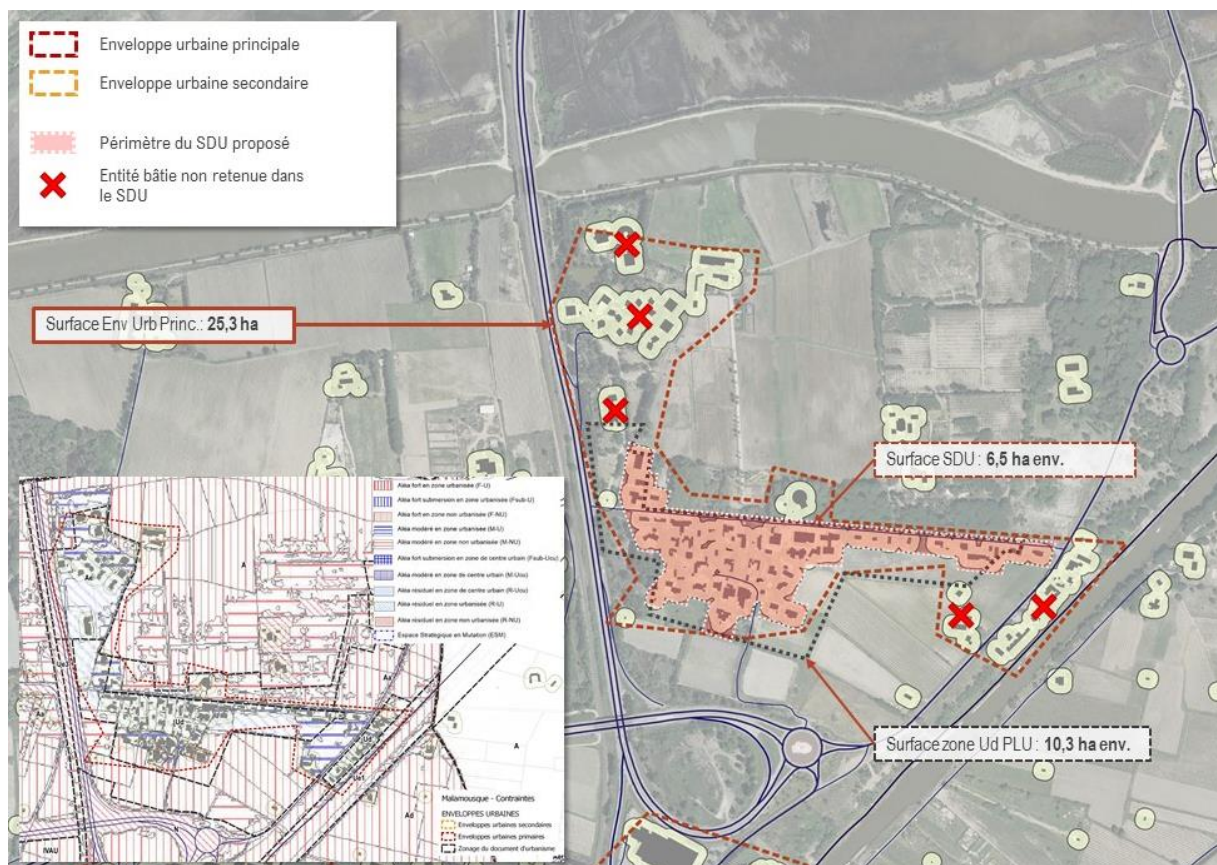 Enveloppe urbaine principale
Enveloppe urbaine secondaire
Périmètre du SDU proposé
Entité bâtie non retenue dans
le SDU
Surface Env Urb Princ.: 25,3 ha
Surface SDU : 6,5 ha env.
Surface zone Ud PLU : 10,3 ha env.
Aléa fort en zone urbanisée (F-U)
Aléa fort submersion en zone urbanisée (Fsub-U)
Aléa fort en zone non urbanisée (F-NU)
Aléa modéré en zone urbanisée (M-U)
Aléa modéré en zone non urbanisée (M-NU)
Aléa fort submersion en zone de centre urbain (Fsub-Ucu)
Aléa modéré en zone de centre urbain (M-Ucu)
Aléa résiduel en zone de centre urbain (R-Ucu)
Aléa résiduel en zone urbanisée (R-U)
Aléa résiduel en zone non urbanisée (R-NU)
Espace Stratégique en Mutation (ESM)
A
Ud
A
Ad
N
IVAU
Malamousque - Contraintes
ENVELOPPES URBAINES
Enveloppes urbaines secondaires
Enveloppes urbaines primaires
Zonage du document d'urbanisme